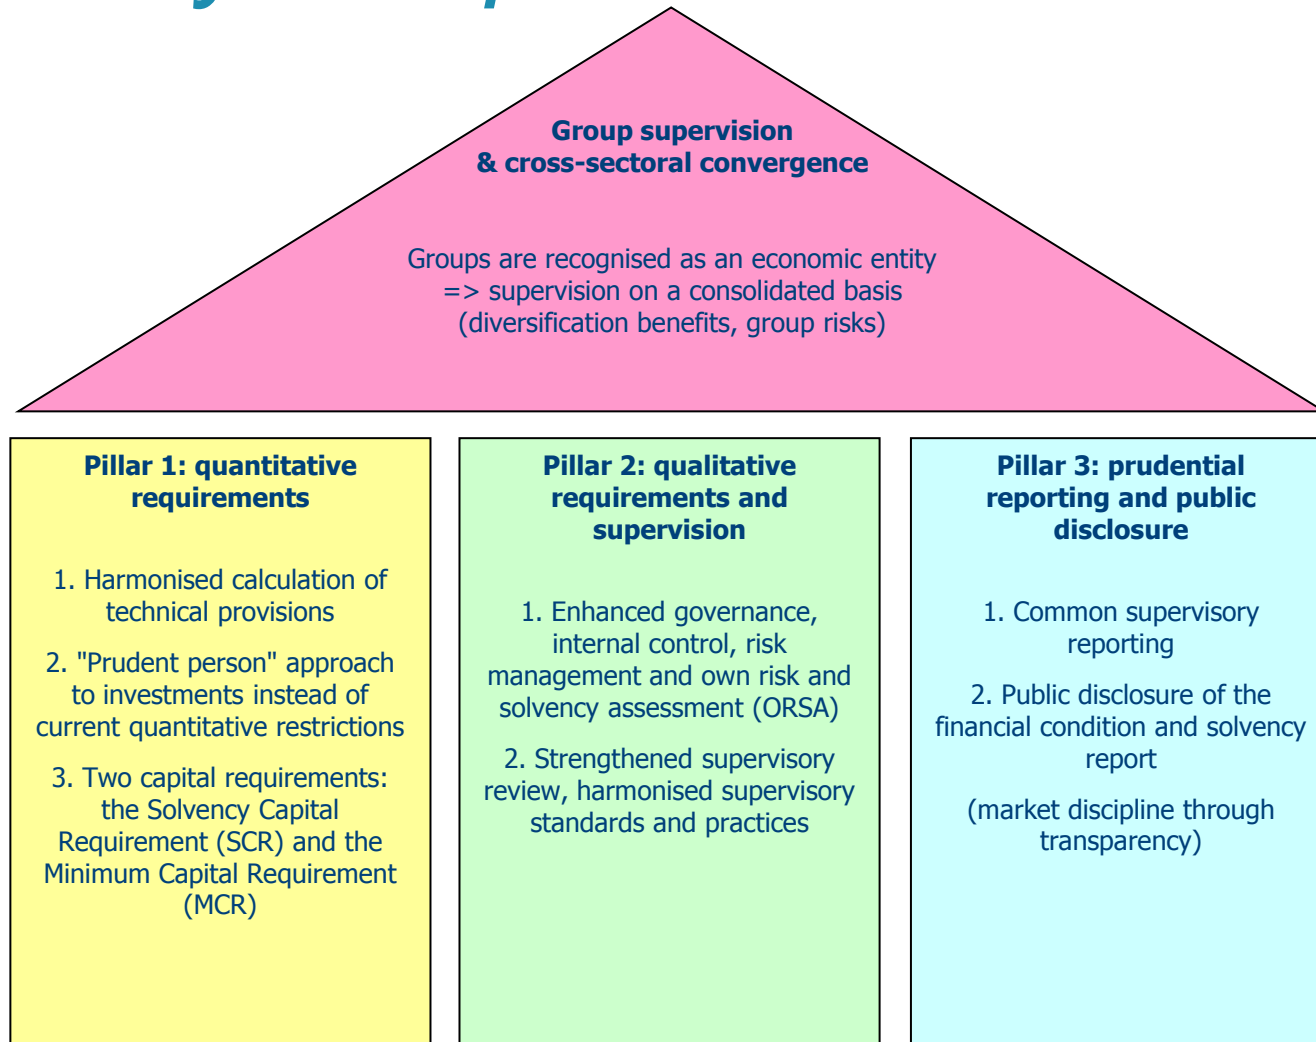 Group supervision
& cross-sectoral convergence
Groups are recognised as an economic entity
=> supervision on a consolidated basis
(diversification benefits, group risks)
Pillar 1: quantitative
requirements
1. Harmonised calculation of
technical provisions
2. "Prudent person" approach
to investments instead of
current quantitative restrictions
3. Two capital requirements:
the Solvency Capital
Requirement (SCR) and the
Minimum Capital Requirement
(MCR)
Pillar 2: qualitative
requirements and
supervision
1. Enhanced governance,
internal control, risk
management and own risk and
solvency assessment (ORSA)
2. Strengthened supervisory
review, harmonised supervisory
standards and practices
Pillar 3: prudential
reporting and public
disclosure
1. Common supervisory
reporting
2. Public disclosure of the
financial condition and solvency
report
(market discipline through
transparency)